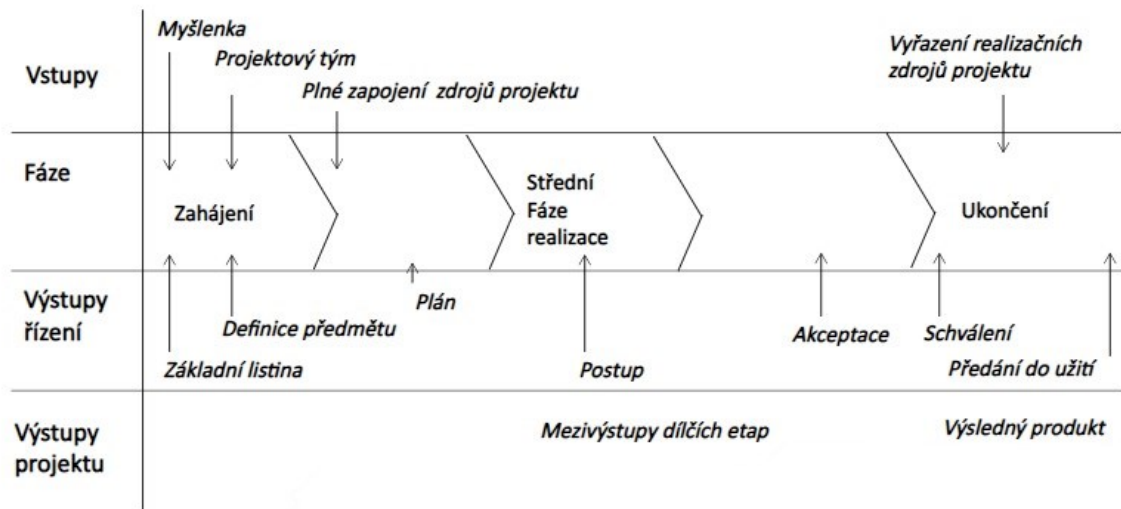 Myšlenka
Projektový tým
Plné zapojení zdrojů projektu
Vyřazení realizačních
zdrojů projektu
Vstupy
Fáze
Zahájení
Střední
Fáze
realizace
Ukončení
Výstupy
řízení
Plán
Definice předmětu
Základní listina
Postup
Akceptace
Schválení
Předání do užití
Výstupy
projektu
Mezivýstupy dílčích etap
Výsledný produkt